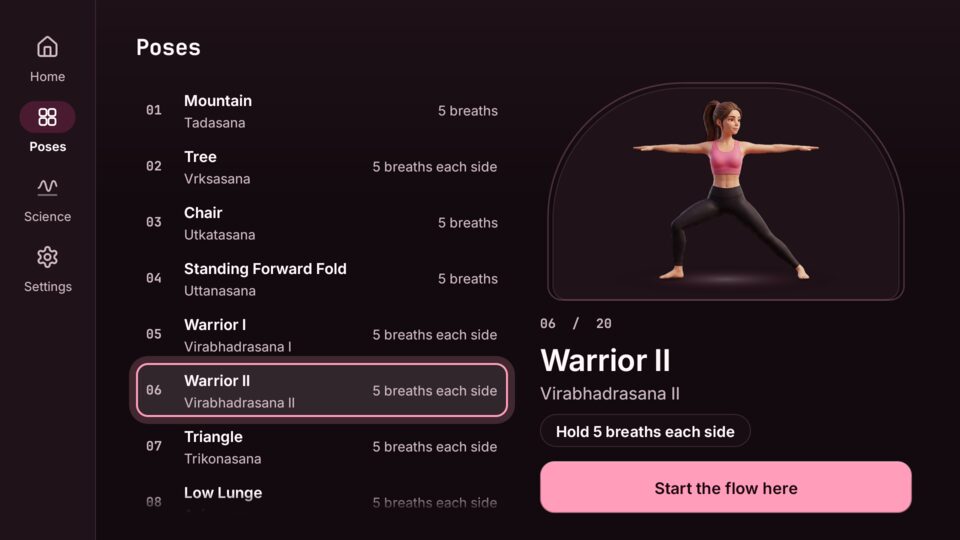 Home
Poses
Science
Settings
Poses
01 Mountain 5 breaths
Tadasana
02 Tree 5 breaths each side
Vrksasana
03 Chair 5 breaths
Utkatasana
04 Standing Forward Fold 5 breaths
Uttanasana
05 Warrior I 5 breaths each side
Virabhadrasana I
06 Warrior II 5 breaths each side
Virabhadrasana II
07 Triangle 5 breaths each side
Trikonasana
08 Low Lunge 5 breaths each side
06 / 20
Warrior II
Virabhadrasana II
Hold 5 breaths each side
Start the flow here